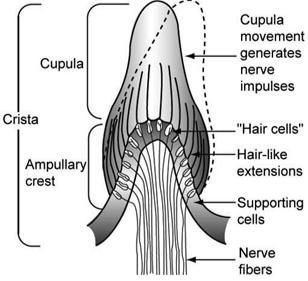 Cupula
movement
generates
nerve
impulses
Cupula
Crista
"Hair cells"
Hair-like
extensions
Ampullary
crest
Supporting
cells
Nerve
fibers